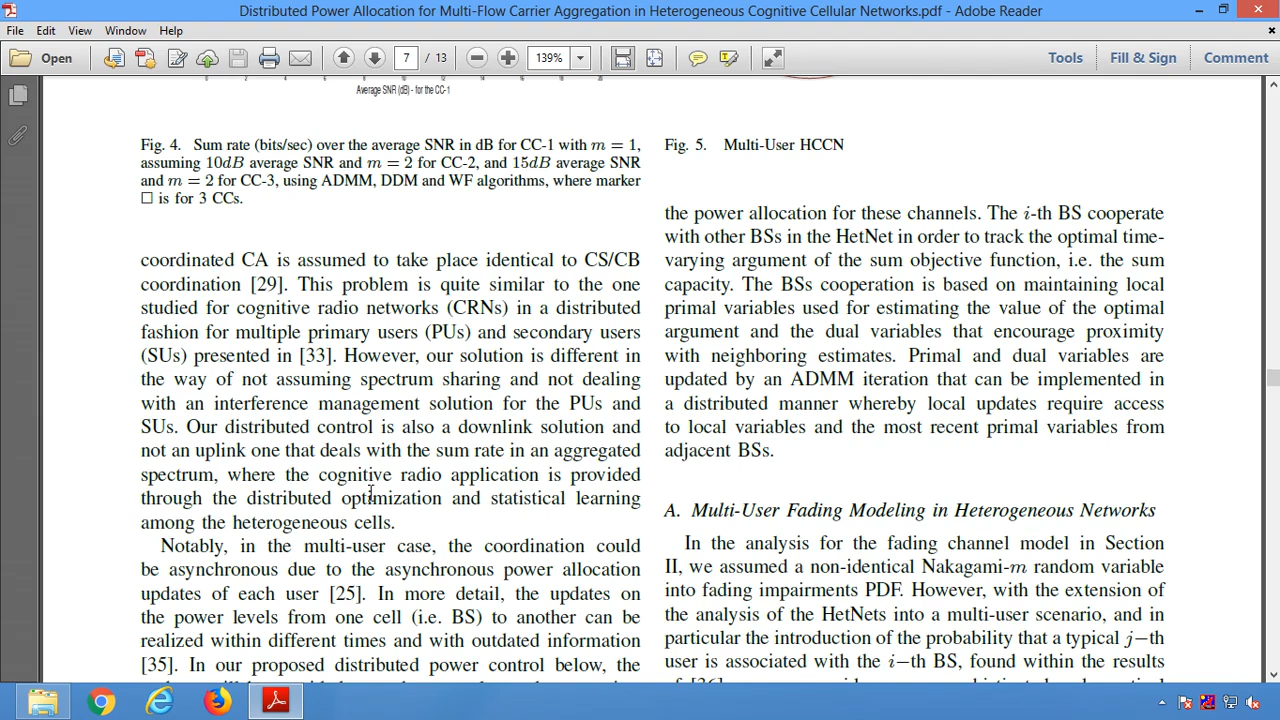 Distributed Power Allocation for Multi-Flow Carrier Aggregation in Heterogeneous Cognitive Cellular Networks.pdf - Adobe Reader
File Edit View Window Help
Open 7 / 13 139% Tools Fill & Sign Comment
Average SNR (dB) - for the CC-1
Fig. 4. Sum rate (bits/sec) over the average SNR in dB for CC-1 with m = 1,
assuming 10dB average SNR and m = 2 for CC-2, and 15dB average SNR
and m = 2 for CC-3, using ADMM, DDM and WF algorithms, where marker
□ is for 3 CCs.
coordinated CA is assumed to take place identical to CS/CB
coordination [29]. This problem is quite similar to the one
studied for cognitive radio networks (CRNs) in a distributed
fashion for multiple primary users (PUs) and secondary users
(SUs) presented in [33]. However, our solution is different in
the way of not assuming spectrum sharing and not dealing
with an interference management solution for the PUs and
SUs. Our distributed control is also a downlink solution and
not an uplink one that deals with the sum rate in an aggregated
spectrum, where the cognitive radio application is provided
through the distributed optimization and statistical learning
among the heterogeneous cells.
Notably, in the multi-user case, the coordination could
be asynchronous due to the asynchronous power allocation
updates of each user [25]. In more detail, the updates on
the power levels from one cell (i.e. BS) to another can be
realized within different times and with outdated information
[35]. In our proposed distributed power control below, the
Fig. 5. Multi-User HCCN
the power allocation for these channels. The i-th BS cooperate
with other BSs in the HetNet in order to track the optimal time-
varying argument of the sum objective function, i.e. the sum
capacity. The BSs cooperation is based on maintaining local
primal variables used for estimating the value of the optimal
argument and the dual variables that encourage proximity
with neighboring estimates. Primal and dual variables are
updated by an ADMM iteration that can be implemented in
a distributed manner whereby local updates require access
to local variables and the most recent primal variables from
adjacent BSs.
A. Multi-User Fading Modeling in Heterogeneous Networks
In the analysis for the fading channel model in Section
II, we assumed a non-identical Nakagami-m random variable
into fading impairments PDF. However, with the extension of
the analysis of the HetNets into a multi-user scenario, and in
particular the introduction of the probability that a typical j−th
user is associated with the i−th BS, found within the results